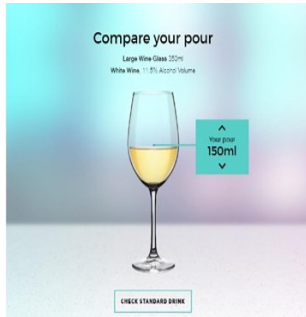 Compare your pour
Large Wine Glass 350ml
White Wine, 11.5% Alcohol Volume
Your pour
150ml
CHECK STANDARD DRINK